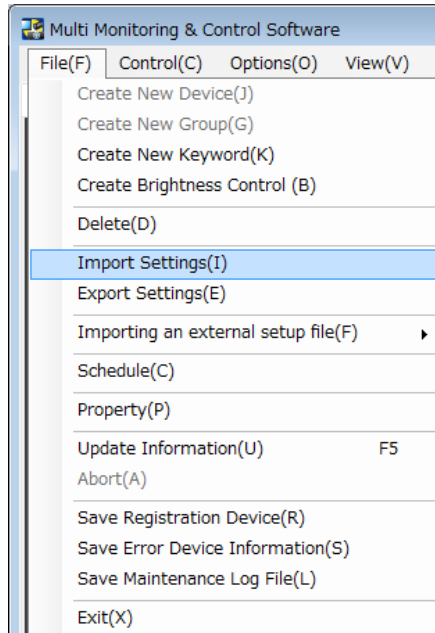 Multi Monitoring & Control Software
File(F) Control(C) Options(O) View(V)
Create New Device(J)
Create New Group(G)
Create New Keyword(K)
Create Brightness Control (B)
Delete(D)
Import Settings(I)
Export Settings(E)
Importing an external setup file(F)
Schedule(C)
Property(P)
Update Information(U) F5
Abort(A)
Save Registration Device(R)
Save Error Device Information(S)
Save Maintenance Log File(L)
Exit(X)